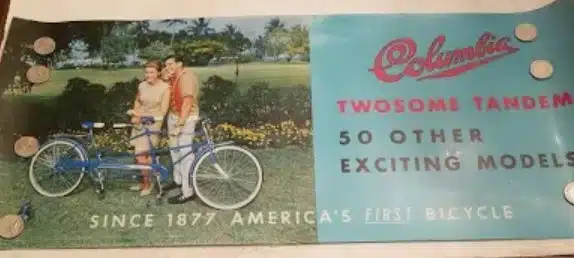 Columbia
TWOSOME TANDEM
50 OTHER
EXCITING MODELS
SINCE 1877 AMERICA'S FIRST BICYCLE